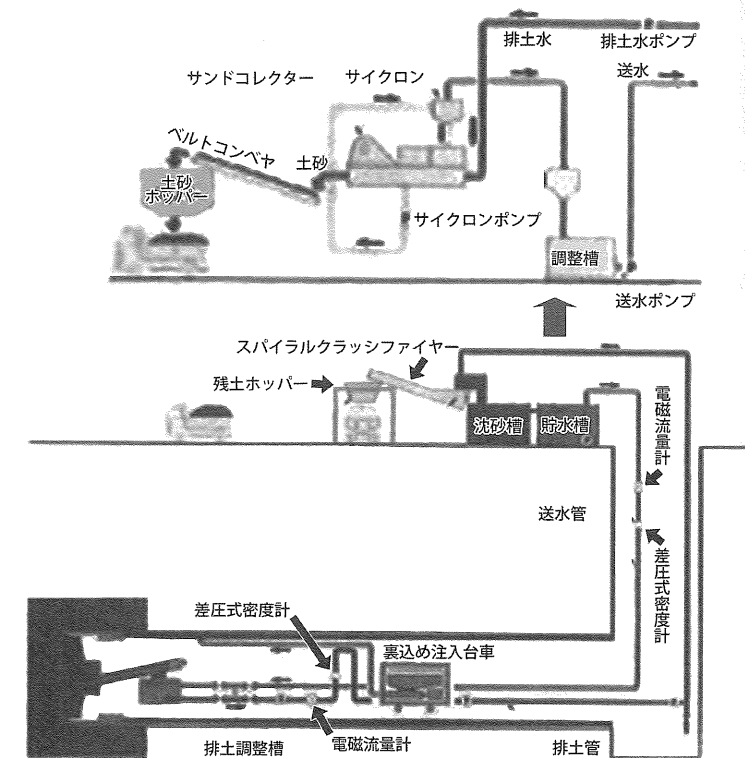 排土水
排土水ポンプ
送水
サンドコレクター
サイクロン
ベルトコンベヤ
土砂
土砂
ホッパー
サイクロンポンプ
調整槽
送水ポンプ
スパイラルクラッシファイヤー
残土ホッパー
沈砂槽
貯水槽
電磁流量計
送水管
差圧式密度計
差圧式密度計
裏込め注入台車
排土調整槽
電磁流量計
排土管